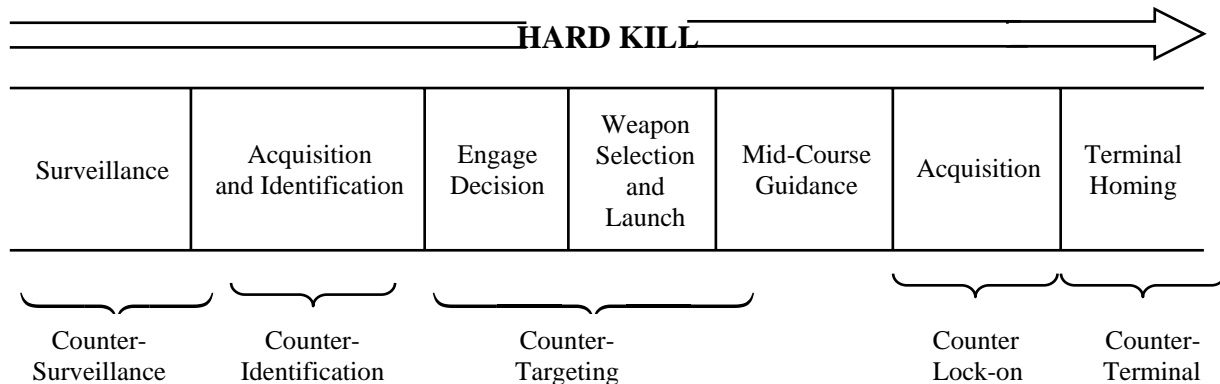 HARD KILL
Surveillance
Acquisition
and Identification
Engage
Decision
Weapon
Selection
and
Launch
Mid-Course
Guidance
Acquisition
Terminal
Homing
Counter-
Surveillance
Counter-
Identification
Counter-
Targeting
Counter
Lock-on
Counter-
Terminal